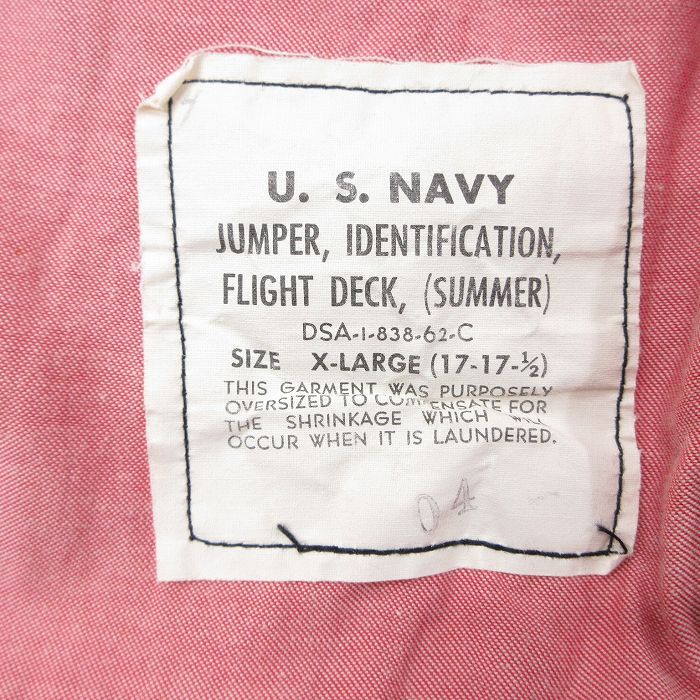 U. S. NAVY
JUMPER, IDENTIFICATION,
FLIGHT DECK, (SUMMER)
DSA-1-838-62-C
SIZE X-LARGE (17-17-½)
THIS GARMENT WAS PURPOSELY
OVERSIZED TO COMPENSATE FOR
THE SHRINKAGE WHICH WILL
OCCUR WHEN IT IS LAUNDERED.
04